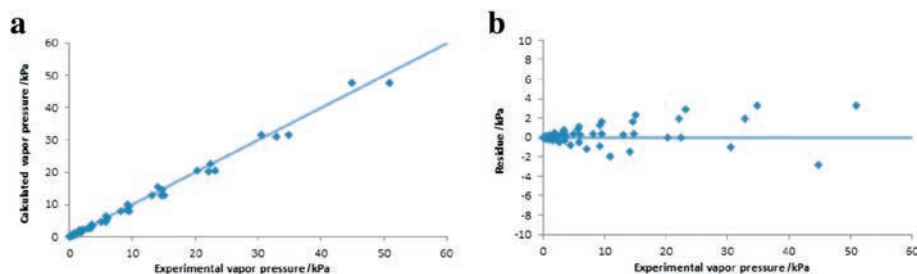 a
60
50
40
30
20
10
0
Calculated vapor pressure /kPa
0 10 20 30 40 50 60
Experimental vapor pressure /kPa
b
10
8
6
4
2
0
-2
-4
-6
-8
-10
Residue /kPa
0 10 20 30 40 50 60
Experimental vapor pressure /kPa